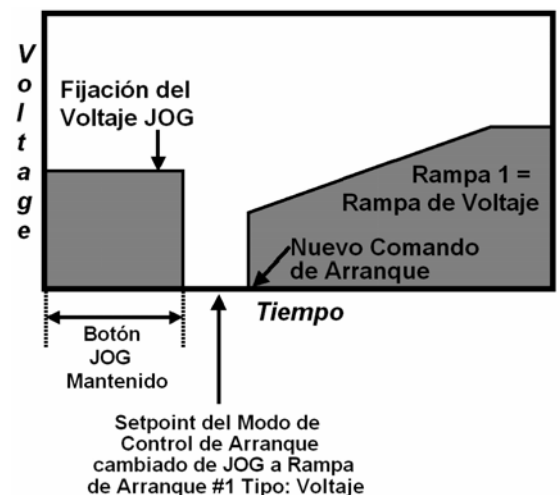 Voltage
Fijación del
Voltaje JOG
Rampa 1 =
Rampa de Voltaje
Nuevo Comando
de Arranque
Tiempo
Botón
JOG
Mantenido
Setpoint del Modo de
Control de Arranque
cambiado de JOG a Rampa
de Arranque #1 Tipo: Voltaje